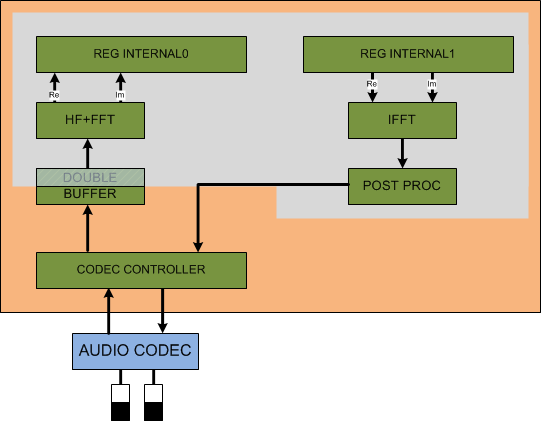 REG INTERNAL0
REG INTERNAL1
Re
Im
Re
Im
HF+FFT
IFFT
DOUBLE
BUFFER
POST PROC
CODEC CONTROLLER
AUDIO CODEC